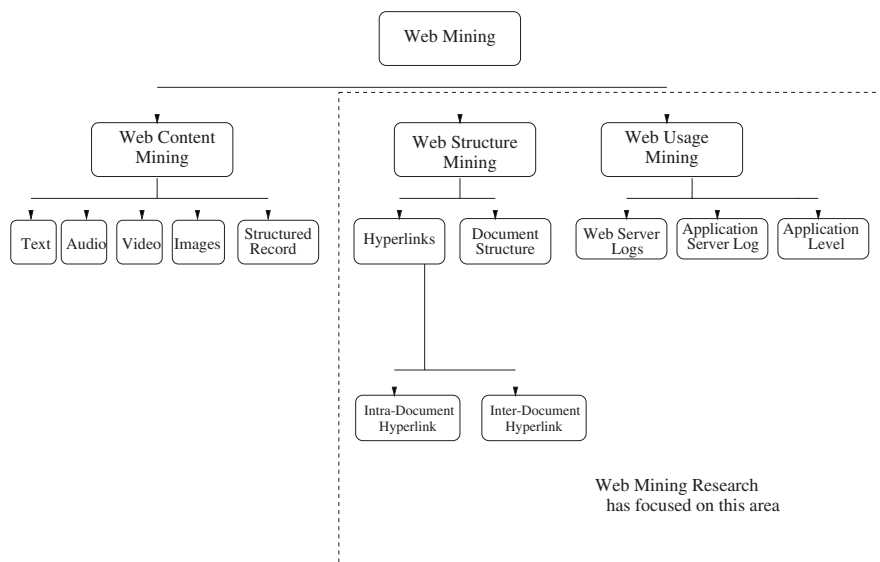 Web Mining
Web Content
Mining
Web Structure
Mining
Web Usage
Mining
Text
Audio
Video
Images
Structured
Record
Hyperlinks
Document
Structure
Web Server
Logs
Application
Server Log
Application
Level
Intra-Document
Hyperlink
Inter-Document
Hyperlink
Web Mining Research
has focused on this area